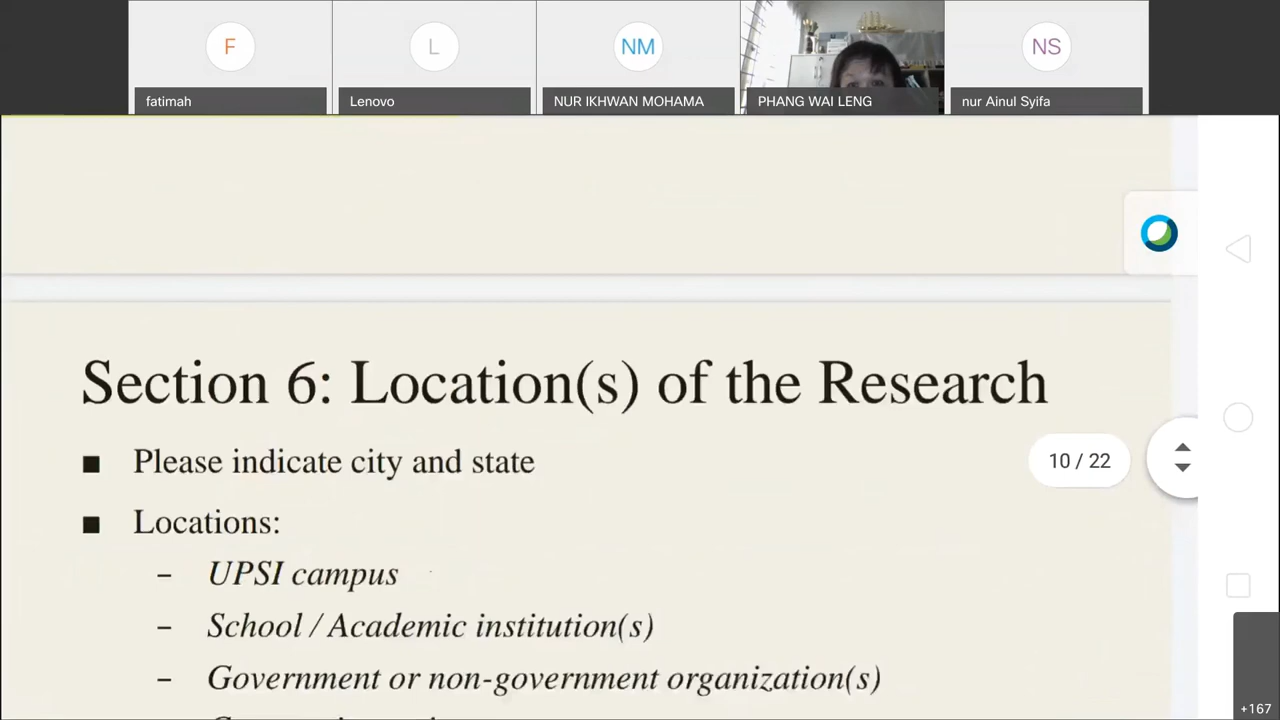 F
L
NM
NS
fatimah
Lenovo
NUR IKHWAN MOHAMA
PHANG WAI LENG
nur Ainul Syifa
Section 6: Location(s) of the Research
■ Please indicate city and state
10 / 22
■ Locations:
– UPSI campus
– School / Academic institution(s)
– Government or non-government organization(s)
+167